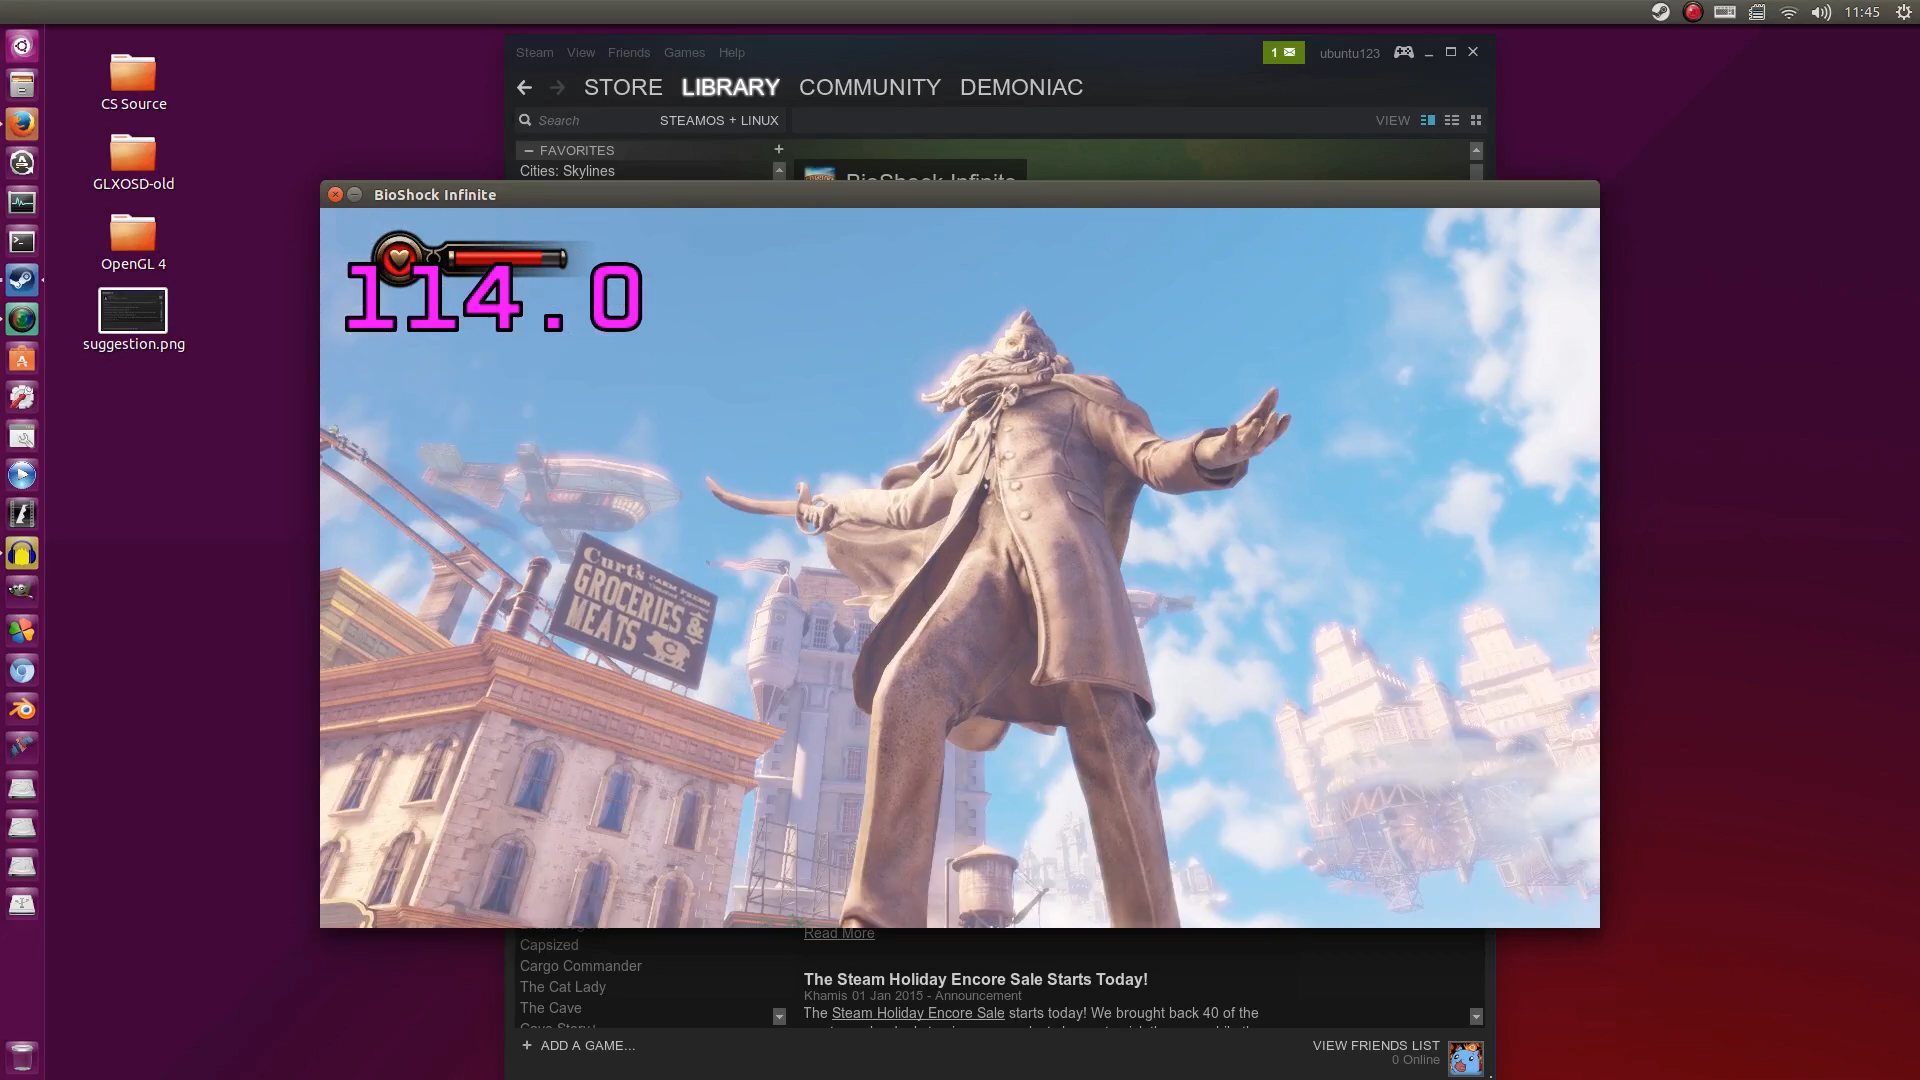 11:45
CS Source
GLXOSD-old
OpenGL 4
suggestion.png
Steam View Friends Games Help
1
ubuntu123
STORE LIBRARY COMMUNITY DEMONIAC
Search
STEAMOS + LINUX
VIEW
— FAVORITES +
Cities: Skylines
BioShock Infinite
BioShock Infinite
114.0
Curt's
FARM FRESH
GROCERIES &
MEATS
C
Read More
Capsized
Cargo Commander
The Cat Lady
The Cave
The Steam Holiday Encore Sale Starts Today!
Khamis 01 Jan 2015 - Announcement
The Steam Holiday Encore Sale starts today! We brought back 40 of the
+ ADD A GAME...
VIEW FRIENDS LIST
0 Online